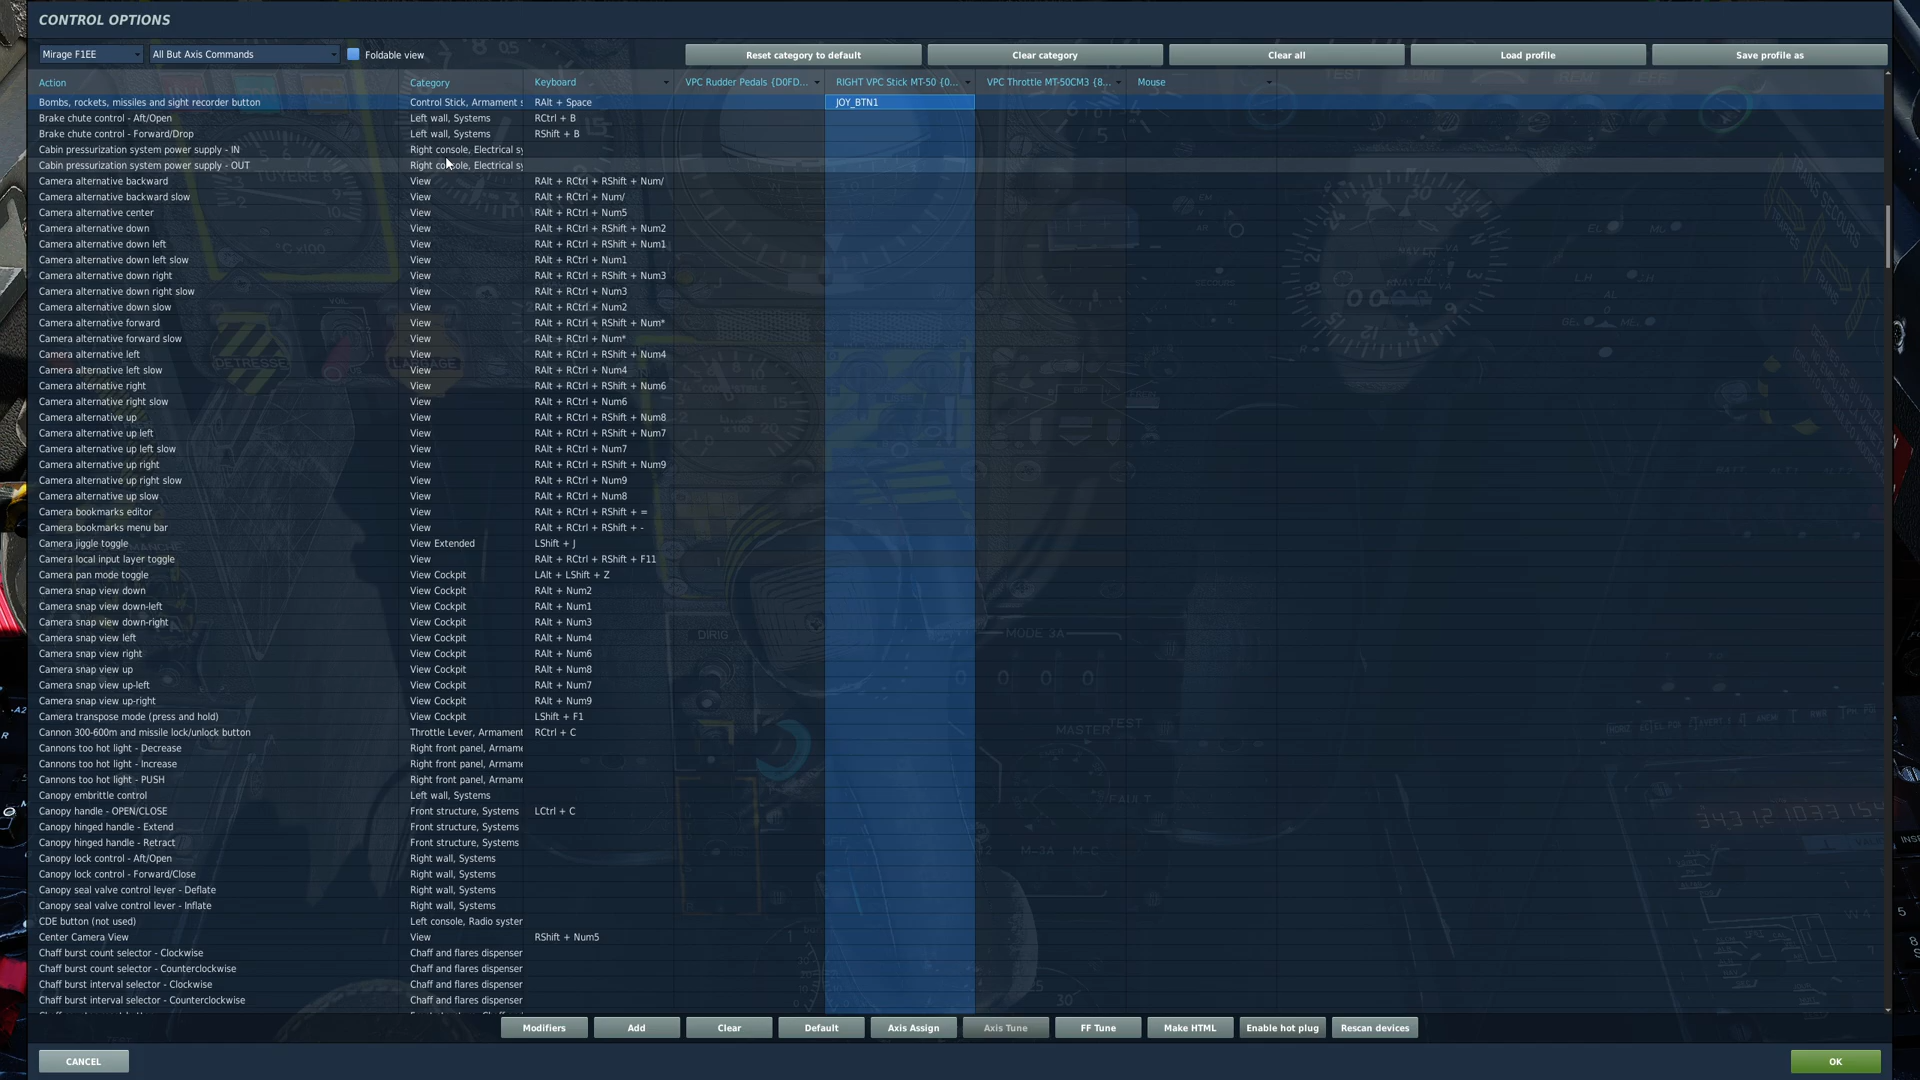 CONTROL OPTIONS
Mirage F1EE All But Axis Commands Foldable view Reset category to default Clear category Clear all Load profile Save profile as
Action Category Keyboard VPC Rudder Pedals {D0FD... RIGHT VPC Stick MT-50 {0... VPC Throttle MT-50CM3 {8... Mouse
Bombs, rockets, missiles and sight recorder button Control Stick, Armament s RAlt + Space JOY_BTN1
Brake chute control - Aft/Open Left wall, Systems RCtrl + B
Brake chute control - Forward/Drop Left wall, Systems RShift + B
Cabin pressurization system power supply - IN Right console, Electrical sy
Cabin pressurization system power supply - OUT Right console, Electrical sy
Camera alternative backward View RAlt + RCtrl + RShift + Num/
Camera alternative backward slow View RAlt + RCtrl + Num/
Camera alternative center View RAlt + RCtrl + Num5
Camera alternative down View RAlt + RCtrl + RShift + Num2
Camera alternative down left View RAlt + RCtrl + RShift + Num1
Camera alternative down left slow View RAlt + RCtrl + Num1
Camera alternative down right View RAlt + RCtrl + RShift + Num3
Camera alternative down right slow View RAlt + RCtrl + Num3
Camera alternative down slow View RAlt + RCtrl + Num2
Camera alternative forward View RAlt + RCtrl + RShift + Num*
Camera alternative forward slow View RAlt + RCtrl + Num*
Camera alternative left View RAlt + RCtrl + RShift + Num4
Camera alternative left slow View RAlt + RCtrl + Num4
Camera alternative right View RAlt + RCtrl + RShift + Num6
Camera alternative right slow View RAlt + RCtrl + Num6
Camera alternative up View RAlt + RCtrl + RShift + Num8
Camera alternative up left View RAlt + RCtrl + RShift + Num7
Camera alternative up left slow View RAlt + RCtrl + Num7
Camera alternative up right View RAlt + RCtrl + RShift + Num9
Camera alternative up right slow View RAlt + RCtrl + Num9
Camera alternative up slow View RAlt + RCtrl + Num8
Camera bookmarks editor View RAlt + RCtrl + RShift + =
Camera bookmarks menu bar View RAlt + RCtrl + RShift + -
Camera jiggle toggle View Extended LShift + J
Camera local input layer toggle View RAlt + RCtrl + RShift + F11
Camera pan mode toggle View Cockpit LAlt + LShift + Z
Camera snap view down View Cockpit RAlt + Num2
Camera snap view down-left View Cockpit RAlt + Num1
Camera snap view down-right View Cockpit RAlt + Num3
Camera snap view left View Cockpit RAlt + Num4
Camera snap view right View Cockpit RAlt + Num6
Camera snap view up View Cockpit RAlt + Num8
Camera snap view up-left View Cockpit RAlt + Num7
Camera snap view up-right View Cockpit RAlt + Num9
Camera transpose mode (press and hold) View Cockpit LShift + F1
Cannon 300-600m and missile lock/unlock button Throttle Lever, Armament RCtrl + C
Cannons too hot light - Decrease Right front panel, Armame
Cannons too hot light - Increase Right front panel, Armame
Cannons too hot light - PUSH Right front panel, Armame
Canopy embrittle control Left wall, Systems
Canopy handle - OPEN/CLOSE Front structure, Systems LCtrl + C
Canopy hinged handle - Extend Front structure, Systems
Canopy hinged handle - Retract Front structure, Systems
Canopy lock control - Aft/Open Right wall, Systems
Canopy lock control - Forward/Close Right wall, Systems
Canopy seal valve control lever - Deflate Right wall, Systems
Canopy seal valve control lever - Inflate Right wall, Systems
CDE button (not used) Left console, Radio syster
Center Camera View View RShift + Num5
Chaff burst count selector - Clockwise Chaff and flares dispenser
Chaff burst count selector - Counterclockwise Chaff and flares dispenser
Chaff burst interval selector - Clockwise Chaff and flares dispenser
Chaff burst interval selector - Counterclockwise Chaff and flares dispenser
Modifiers Add Clear Default Axis Assign Axis Tune FF Tune Make HTML Enable hot plug Rescan devices
CANCEL OK